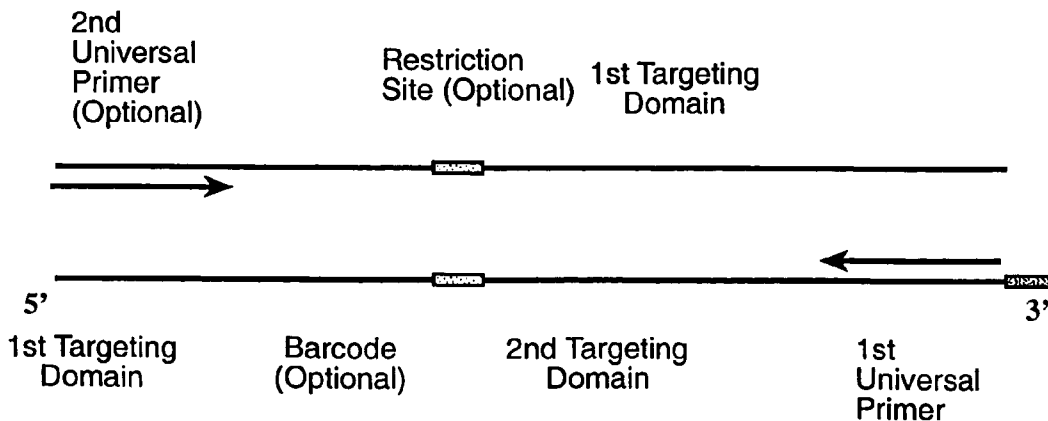 2nd
Universal
Primer
(Optional)
Restriction
Site (Optional)
1st Targeting
Domain
5'
3'
1st Targeting
Domain
Barcode
(Optional)
2nd Targeting
Domain
1st
Universal
Primer